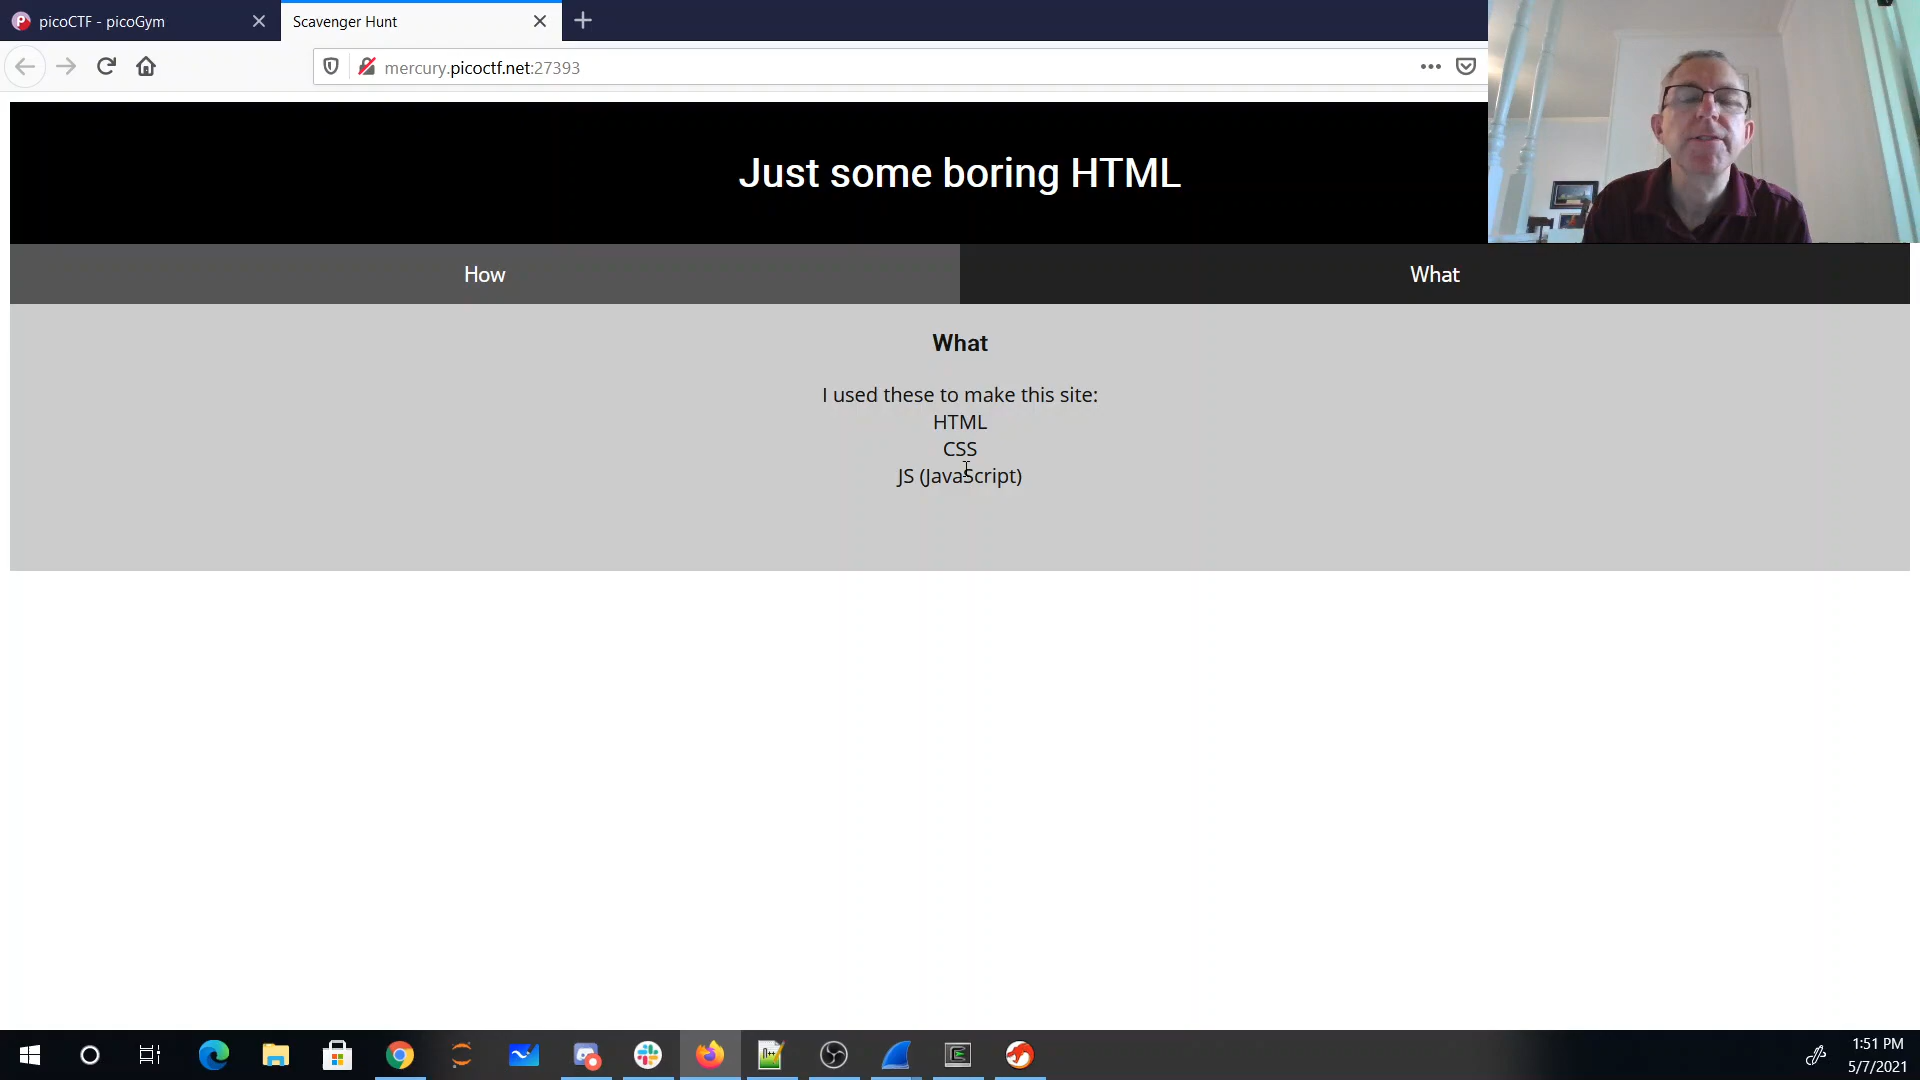 picoCTF - picoGym
Scavenger Hunt
mercury.picoctf.net:27393
Just some boring HTML
How
What
What
I used these to make this site:
HTML
CSS
JS (JavaScript)
1:51 PM
5/7/2021